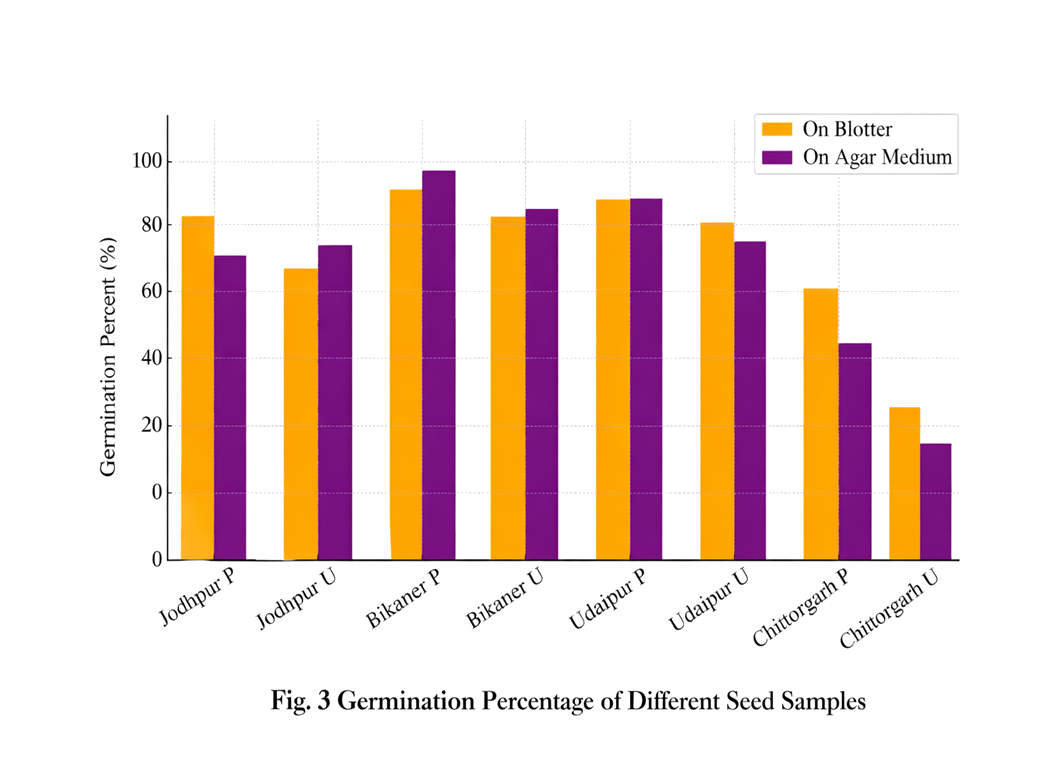 On Blotter
On Agar Medium
Germination Percent (%)
100
80
60
40
20
0
0
Jodhpur P
Jodhpur U
Bikaner P
Bikaner U
Udaipur P
Udaipur U
Chittorgarh P
Chittorgarh U
Fig. 3 Germination Percentage of Different Seed Samples